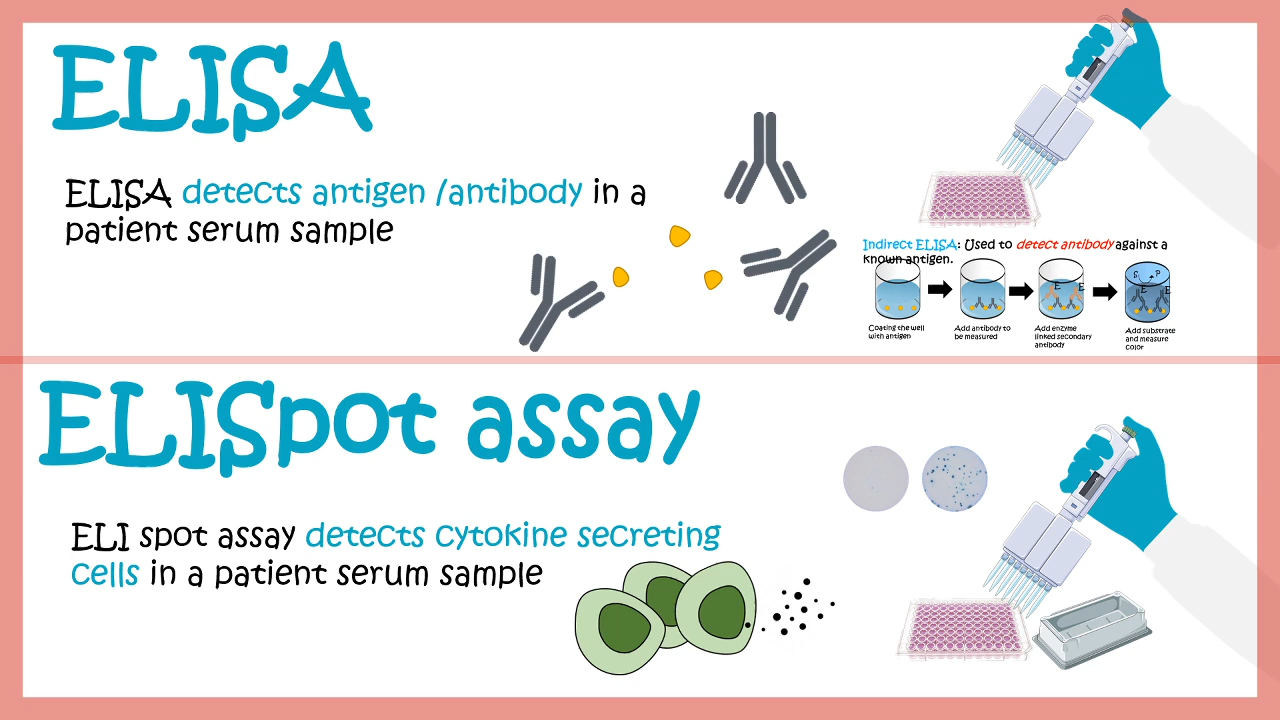 ELISA
ELISA detects antigen /antibody in a
patient serum sample
Indirect ELISA: Used to detect antibody against a
known antigen.
E
E
P
E
E
Coating the well
with antigen
Add antibody to
be measured
Add enzyme
linked secondary
antibody
Add substrate
and measure
color
ELISpot assay
ELI spot assay detects cytokine secreting
cells in a patient serum sample